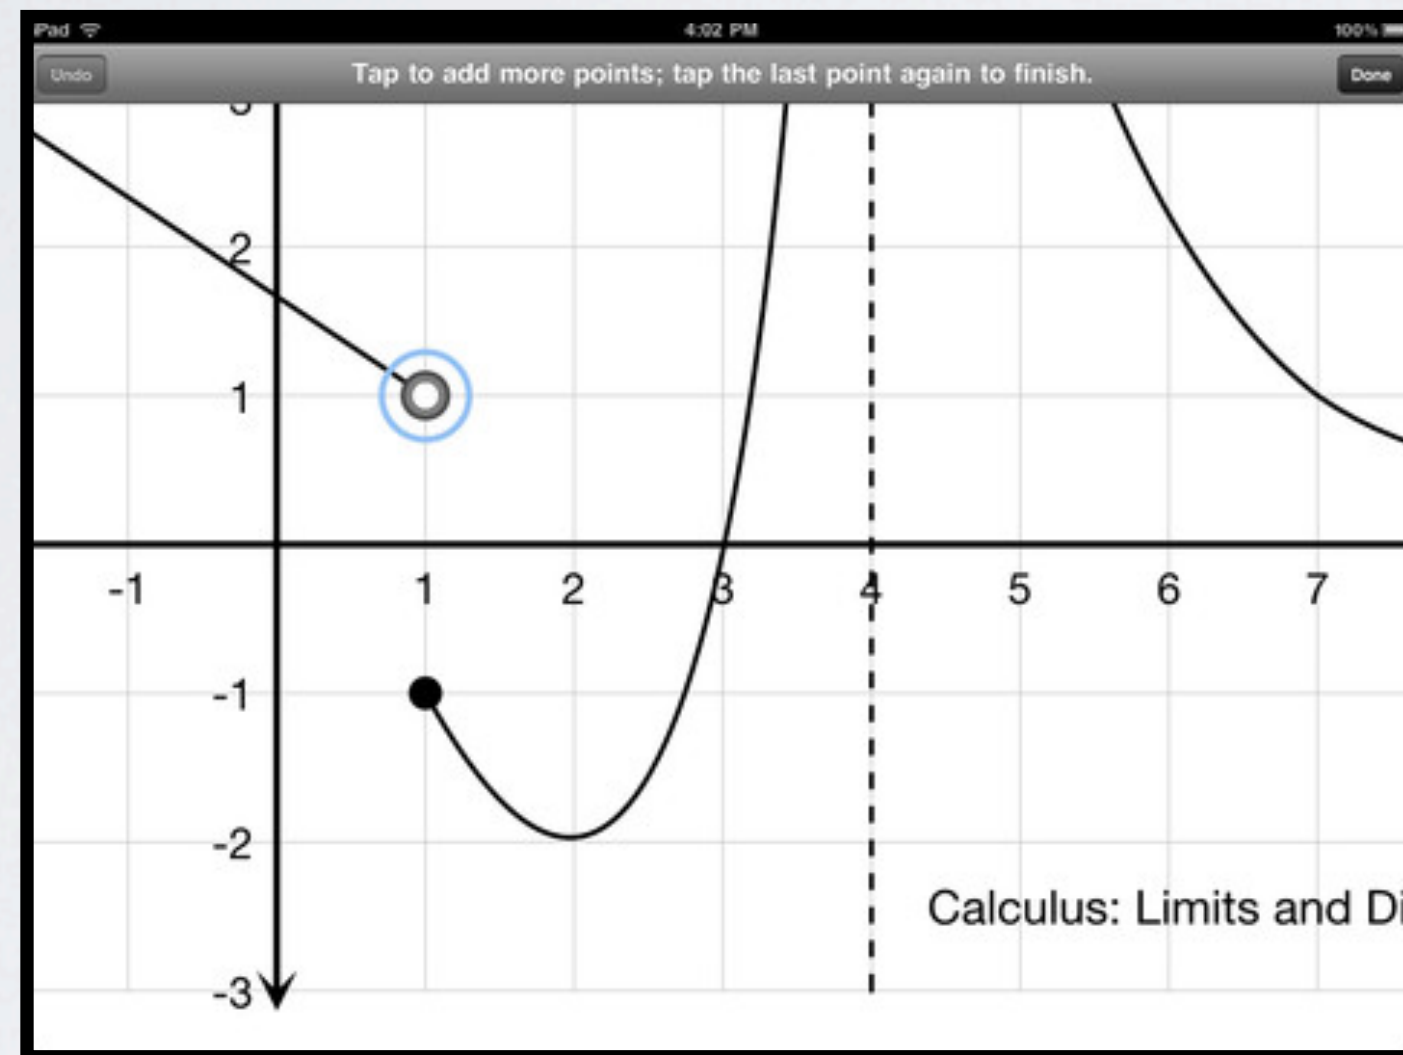 iPad 4:02 PM 100%
Undo Tap to add more points; tap the last point again to finish. Done
3
2
1
-1 1 2 3 4 5 6 7
-1
-2
Calculus: Limits and Di
-3